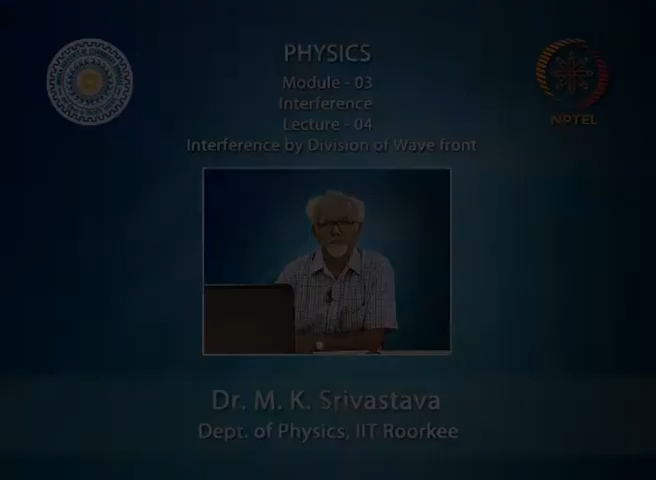 PHYSICS
Module - 03
Interference
Lecture - 04
Interference by Division of Wave front
NPTEL
Dr. M. K. Srivastava
Dept. of Physics, IIT Roorkee